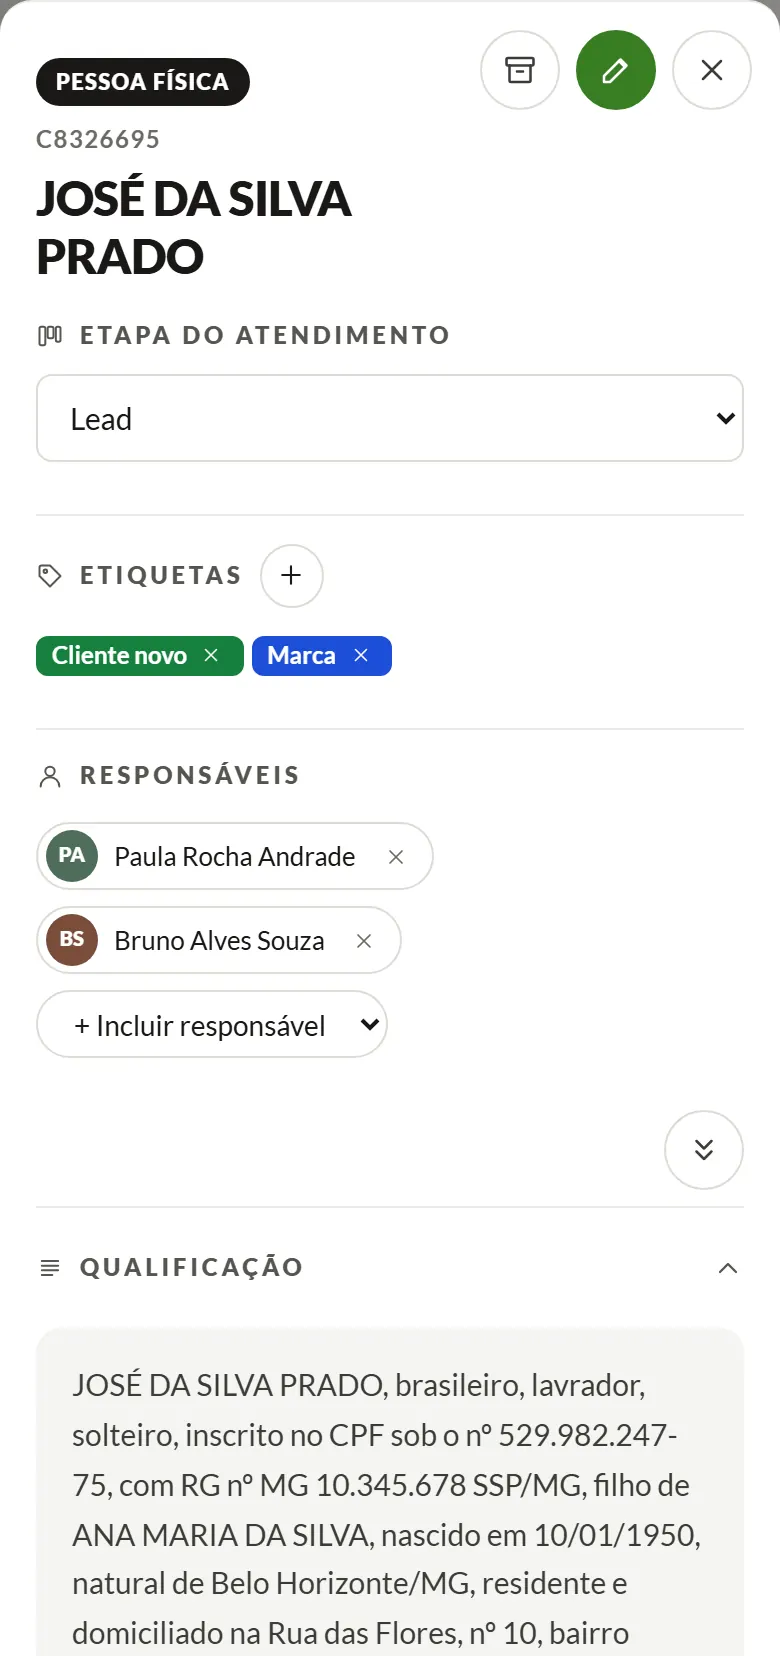 PESSOA FÍSICA
C8326695
JOSÉ DA SILVA
PRADO
ETAPA DO ATENDIMENTO
Lead
ETIQUETAS
Cliente novo
Marca
RESPONSÁVEIS
PA Paula Rocha Andrade
BS Bruno Alves Souza
+ Incluir responsável
QUALIFICAÇÃO
JOSÉ DA SILVA PRADO, brasileiro, lavrador,
solteiro, inscrito no CPF sob o nº 529.982.247-
75, com RG nº MG 10.345.678 SSP/MG, filho de
ANA MARIA DA SILVA, nascido em 10/01/1950,
natural de Belo Horizonte/MG, residente e
domiciliado na Rua das Flores, nº 10, bairro